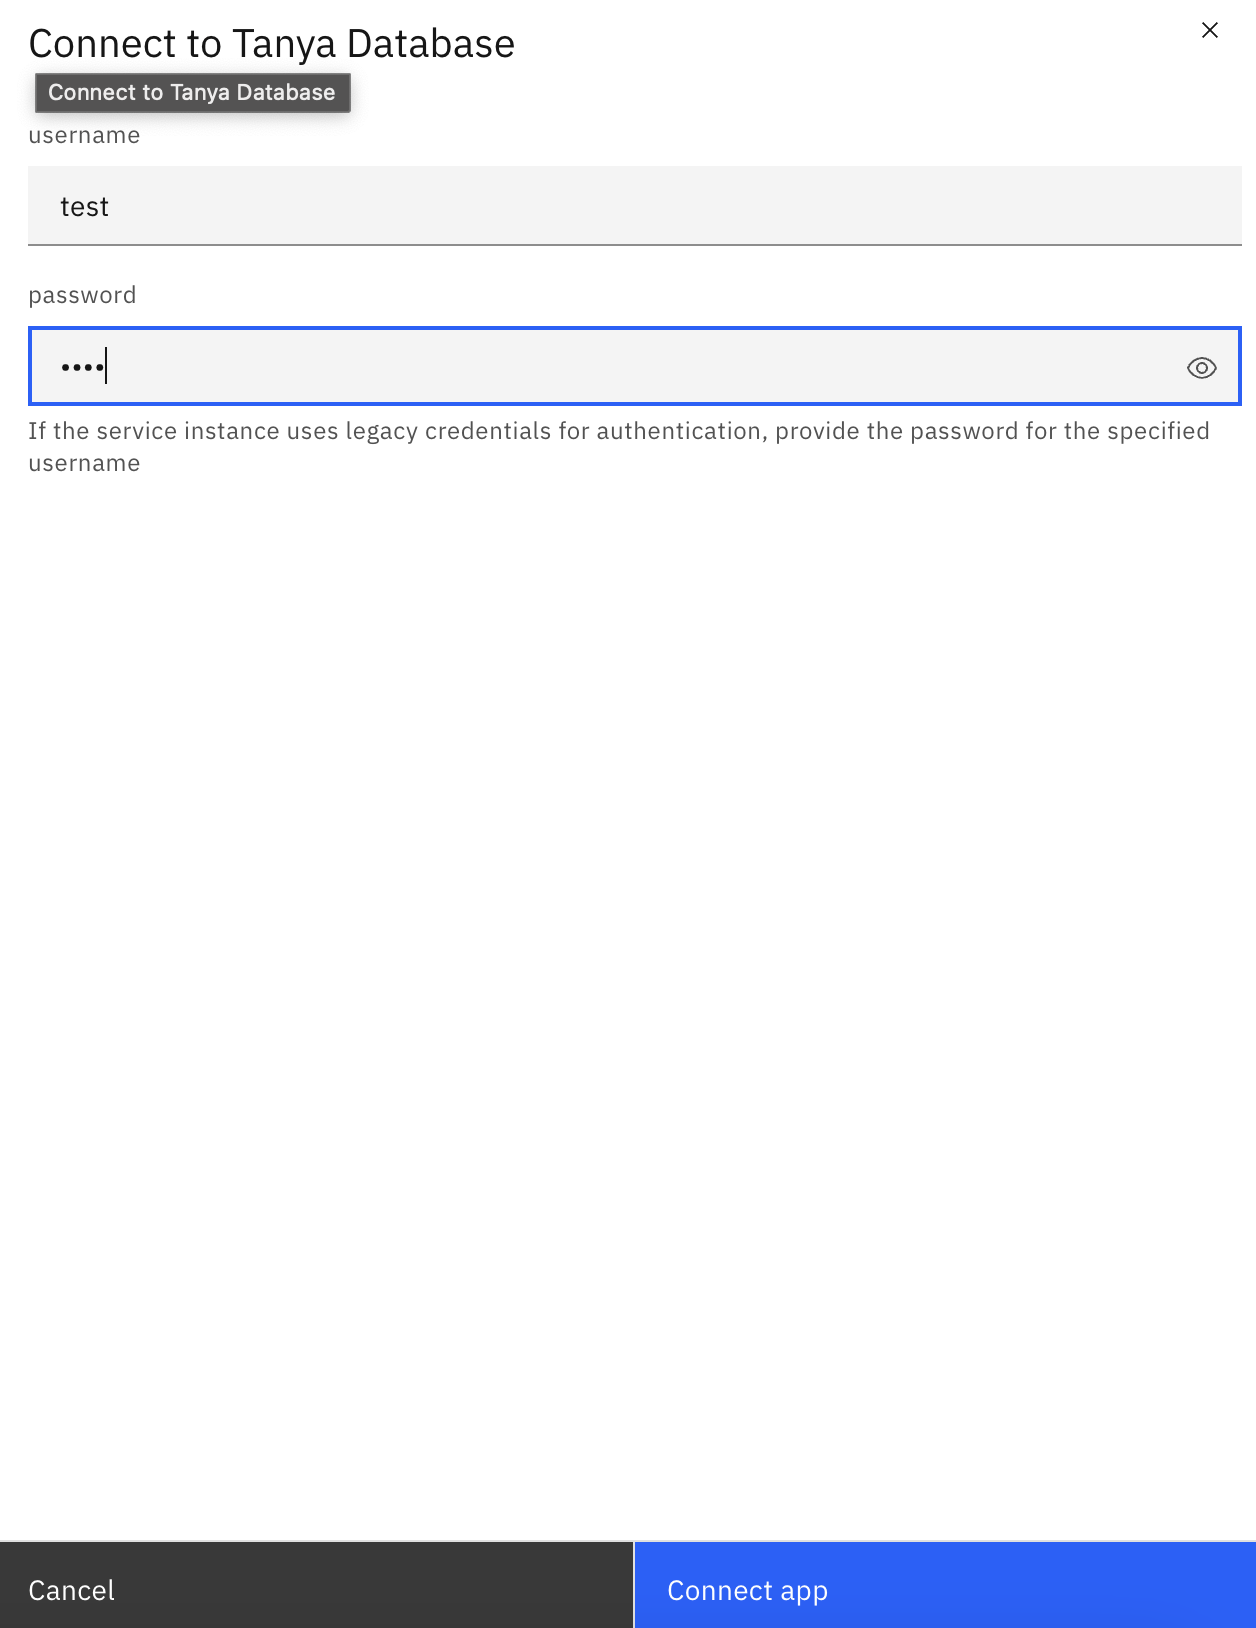 Connect to Tanya Database
Connect to Tanya Database
username
test
password
••••
If the service instance uses legacy credentials for authentication, provide the password for the specified
username
Cancel
Connect app